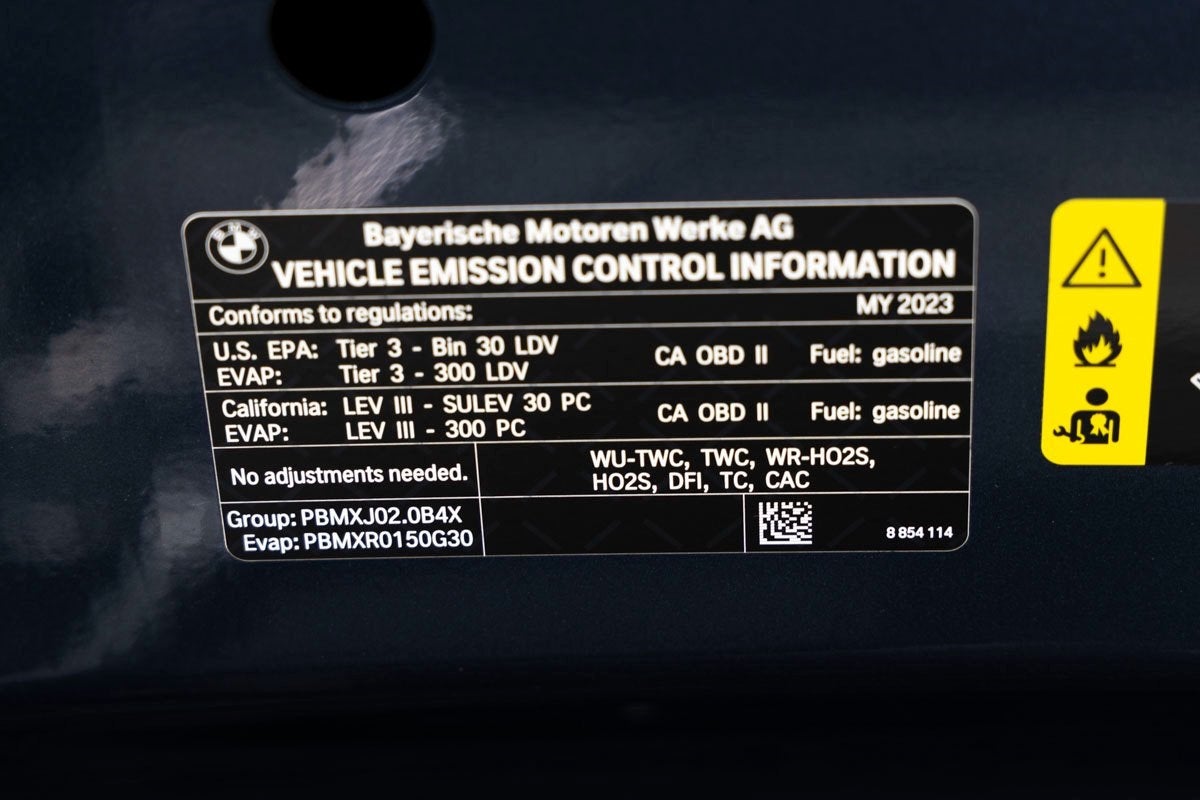 BMW
Bayerische Motoren Werke AG
VEHICLE EMISSION CONTROL INFORMATION
Conforms to regulations: MY 2023
U.S. EPA: Tier 3 - Bin 30 LDV CA OBD II Fuel: gasoline
EVAP: Tier 3 - 300 LDV
California: LEV III - SULEV 30 PC CA OBD II Fuel: gasoline
EVAP: LEV III - 300 PC
No adjustments needed.
WU-TWC, TWC, WR-HO2S,
HO2S, DFI, TC, CAC
Group: PBMXJ02.0B4X
Evap: PBMXR0150G30
8 854 114